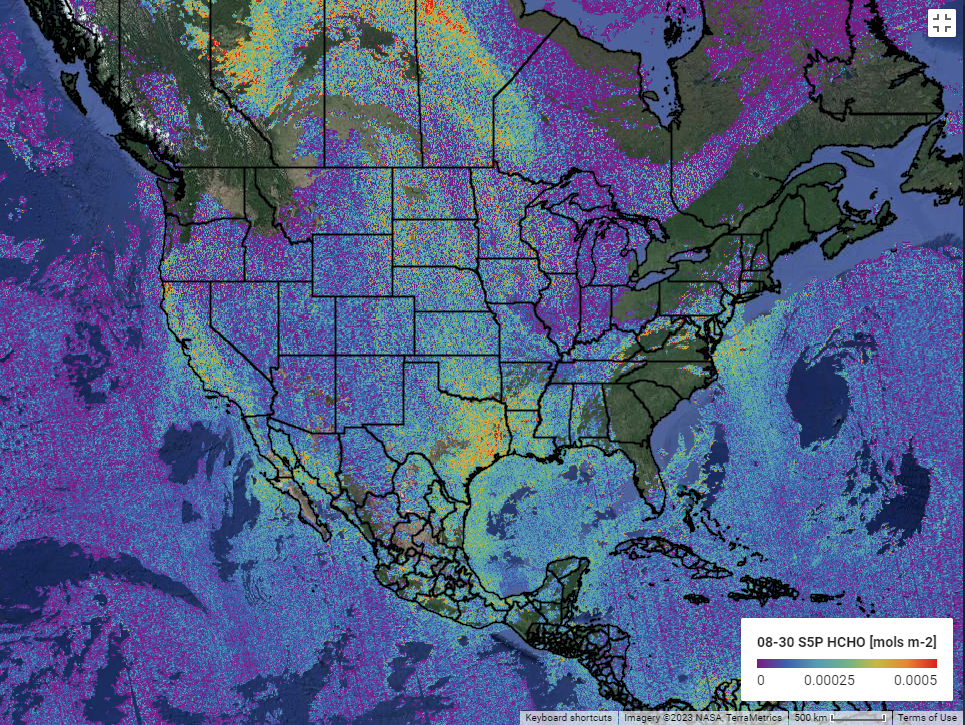 08-30 S5P HCHO [mols m-2]
0 0.00025 0.0005
Keyboard shortcuts Imagery ©2023 NASA, TerraMetrics 500 km Terms of Use